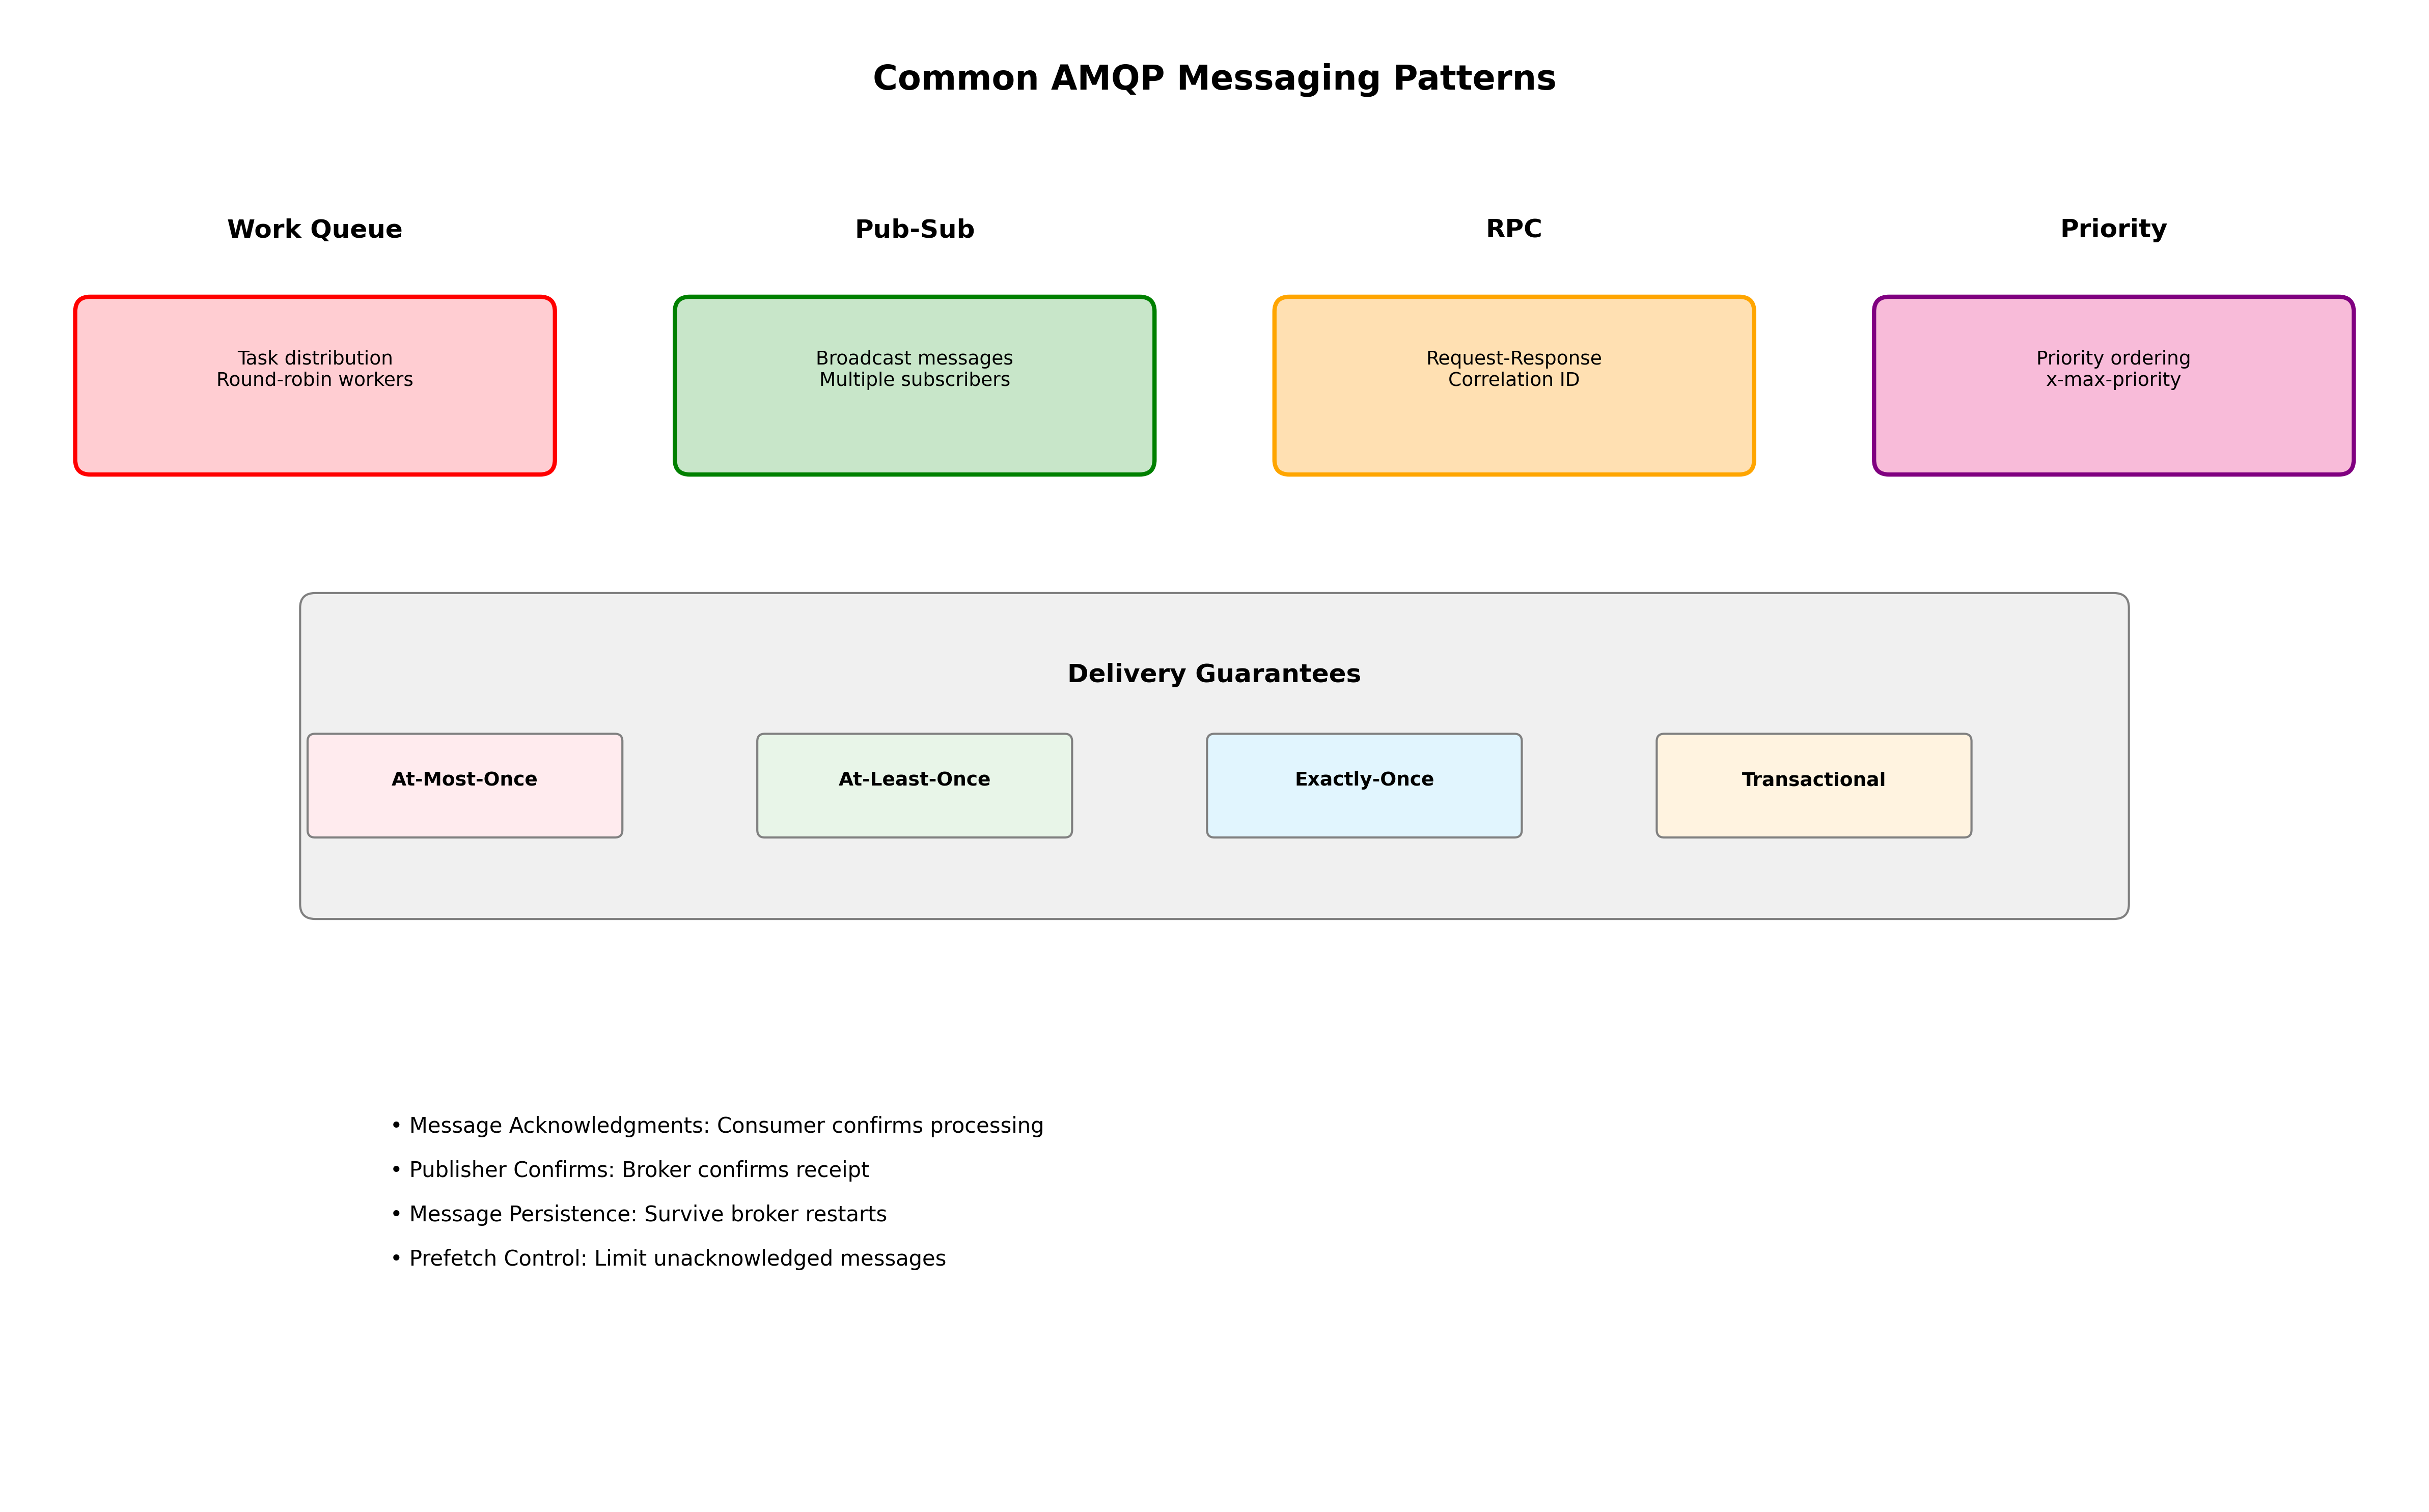 Common AMQP Messaging Patterns
Work Queue
Task distribution
Round-robin workers
Pub-Sub
Broadcast messages
Multiple subscribers
RPC
Request-Response
Correlation ID
Priority
Priority ordering
x-max-priority
Delivery Guarantees
At-Most-Once
At-Least-Once
Exactly-Once
Transactional
• Message Acknowledgments: Consumer confirms processing
• Publisher Confirms: Broker confirms receipt
• Message Persistence: Survive broker restarts
• Prefetch Control: Limit unacknowledged messages